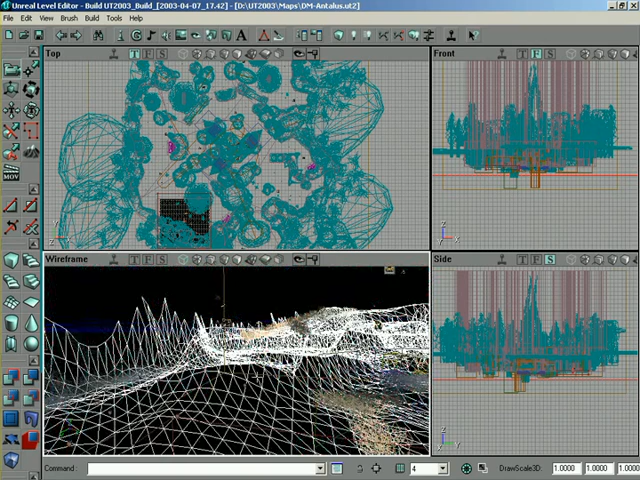 Unreal Level Editor - Build UT2003_Build_[2003-04-07_17.42] - [D:\UT2003\Maps\DM-Antalus.ut2]
File Edit View Brush Build Tools Help
Top T F S
Front T F S
MOV
Wireframe T F S
Side T F S
Command : 4 DrawScale3D: 1.0000 1.0000 1.0000